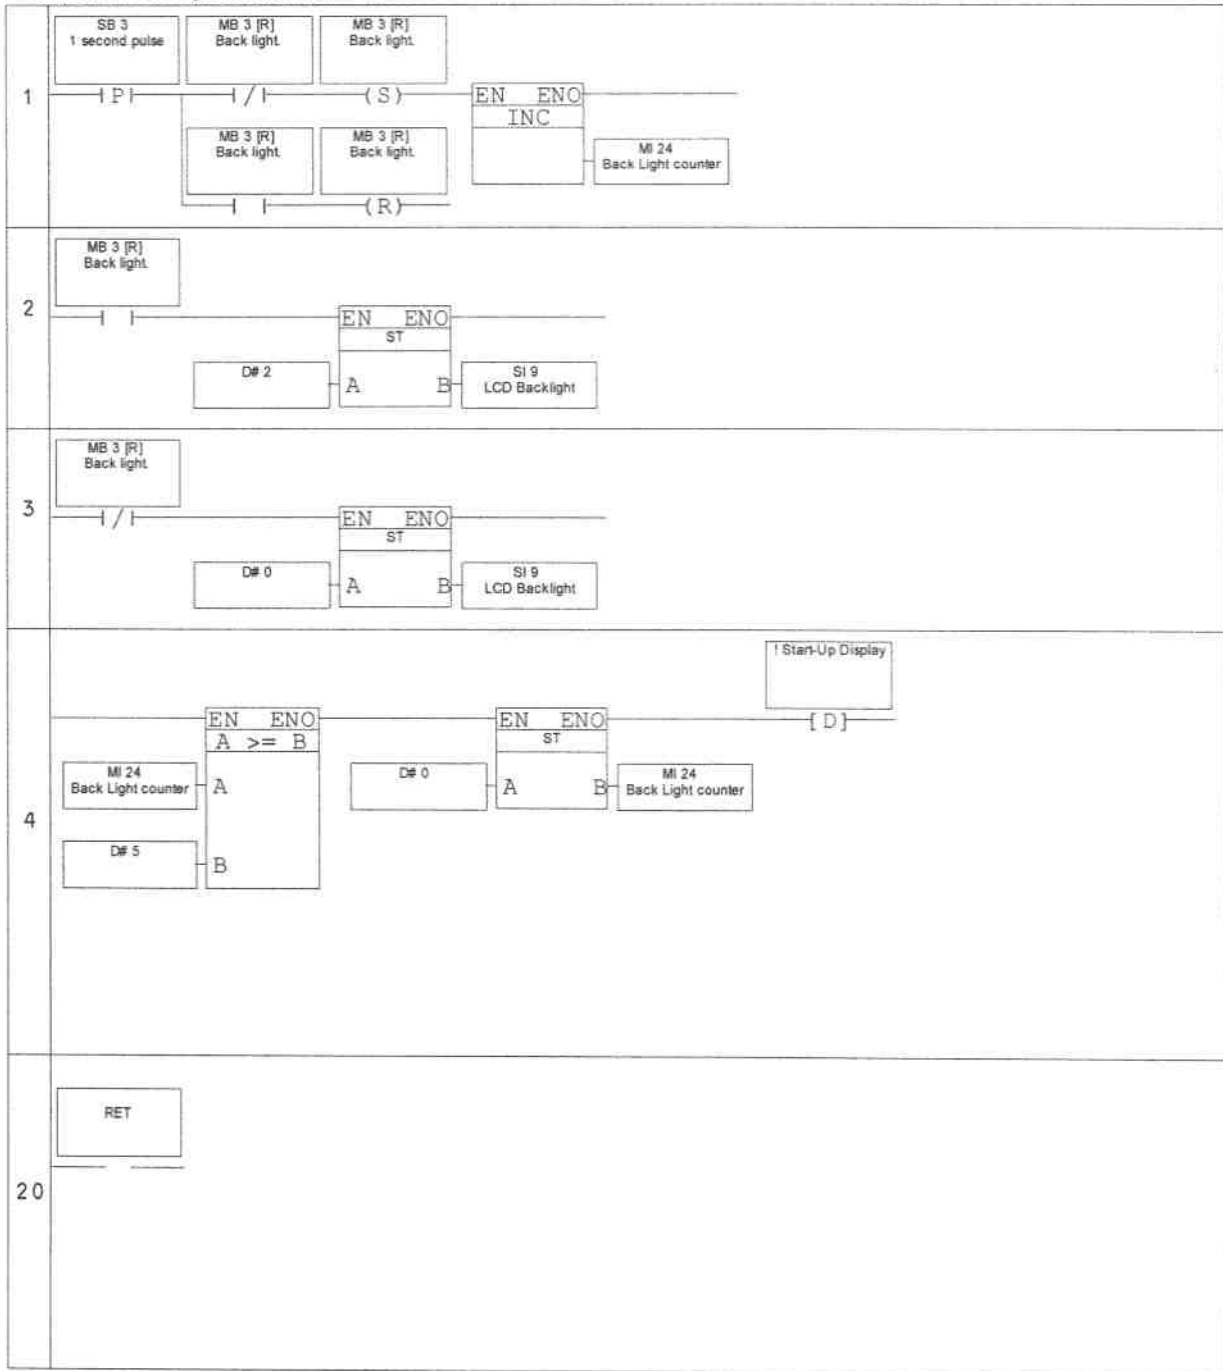 SB 3
1 second pulse
MB 3 [R]
Back light.
MB 3 [R]
Back light.
1
P
/
(S)
EN ENO
INC
MI 24
Back Light counter
MB 3 [R]
Back light.
MB 3 [R]
Back light.
(R)
MB 3 [R]
Back light.
2
EN ENO
ST
D# 2
A
B
SI 9
LCD Backlight
MB 3 [R]
Back light.
3
/
EN ENO
ST
D# 0
A
B
SI 9
LCD Backlight
! Start-Up Display
EN ENO
A >= B
EN ENO
ST
[D]
MI 24
Back Light counter
A
D# 0
A
B
MI 24
Back Light counter
4
D# 5
B
RET
20